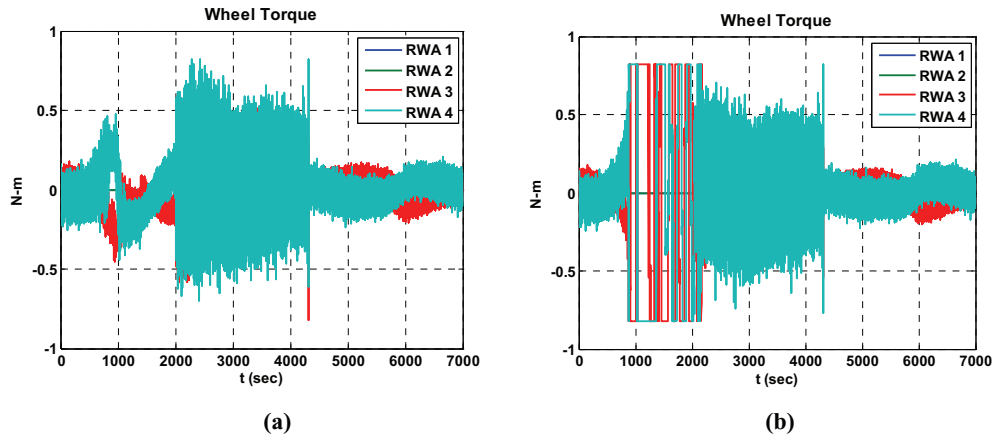 Wheel Torque
1
0.5
0
-0.5
-1
N-m
RWA 1
RWA 2
RWA 3
RWA 4
0 1000 2000 3000 4000 5000 6000 7000
t (sec)
(a)
Wheel Torque
1
0.5
0
-0.5
-1
N-m
RWA 1
RWA 2
RWA 3
RWA 4
0 1000 2000 3000 4000 5000 6000 7000
t (sec)
(b)